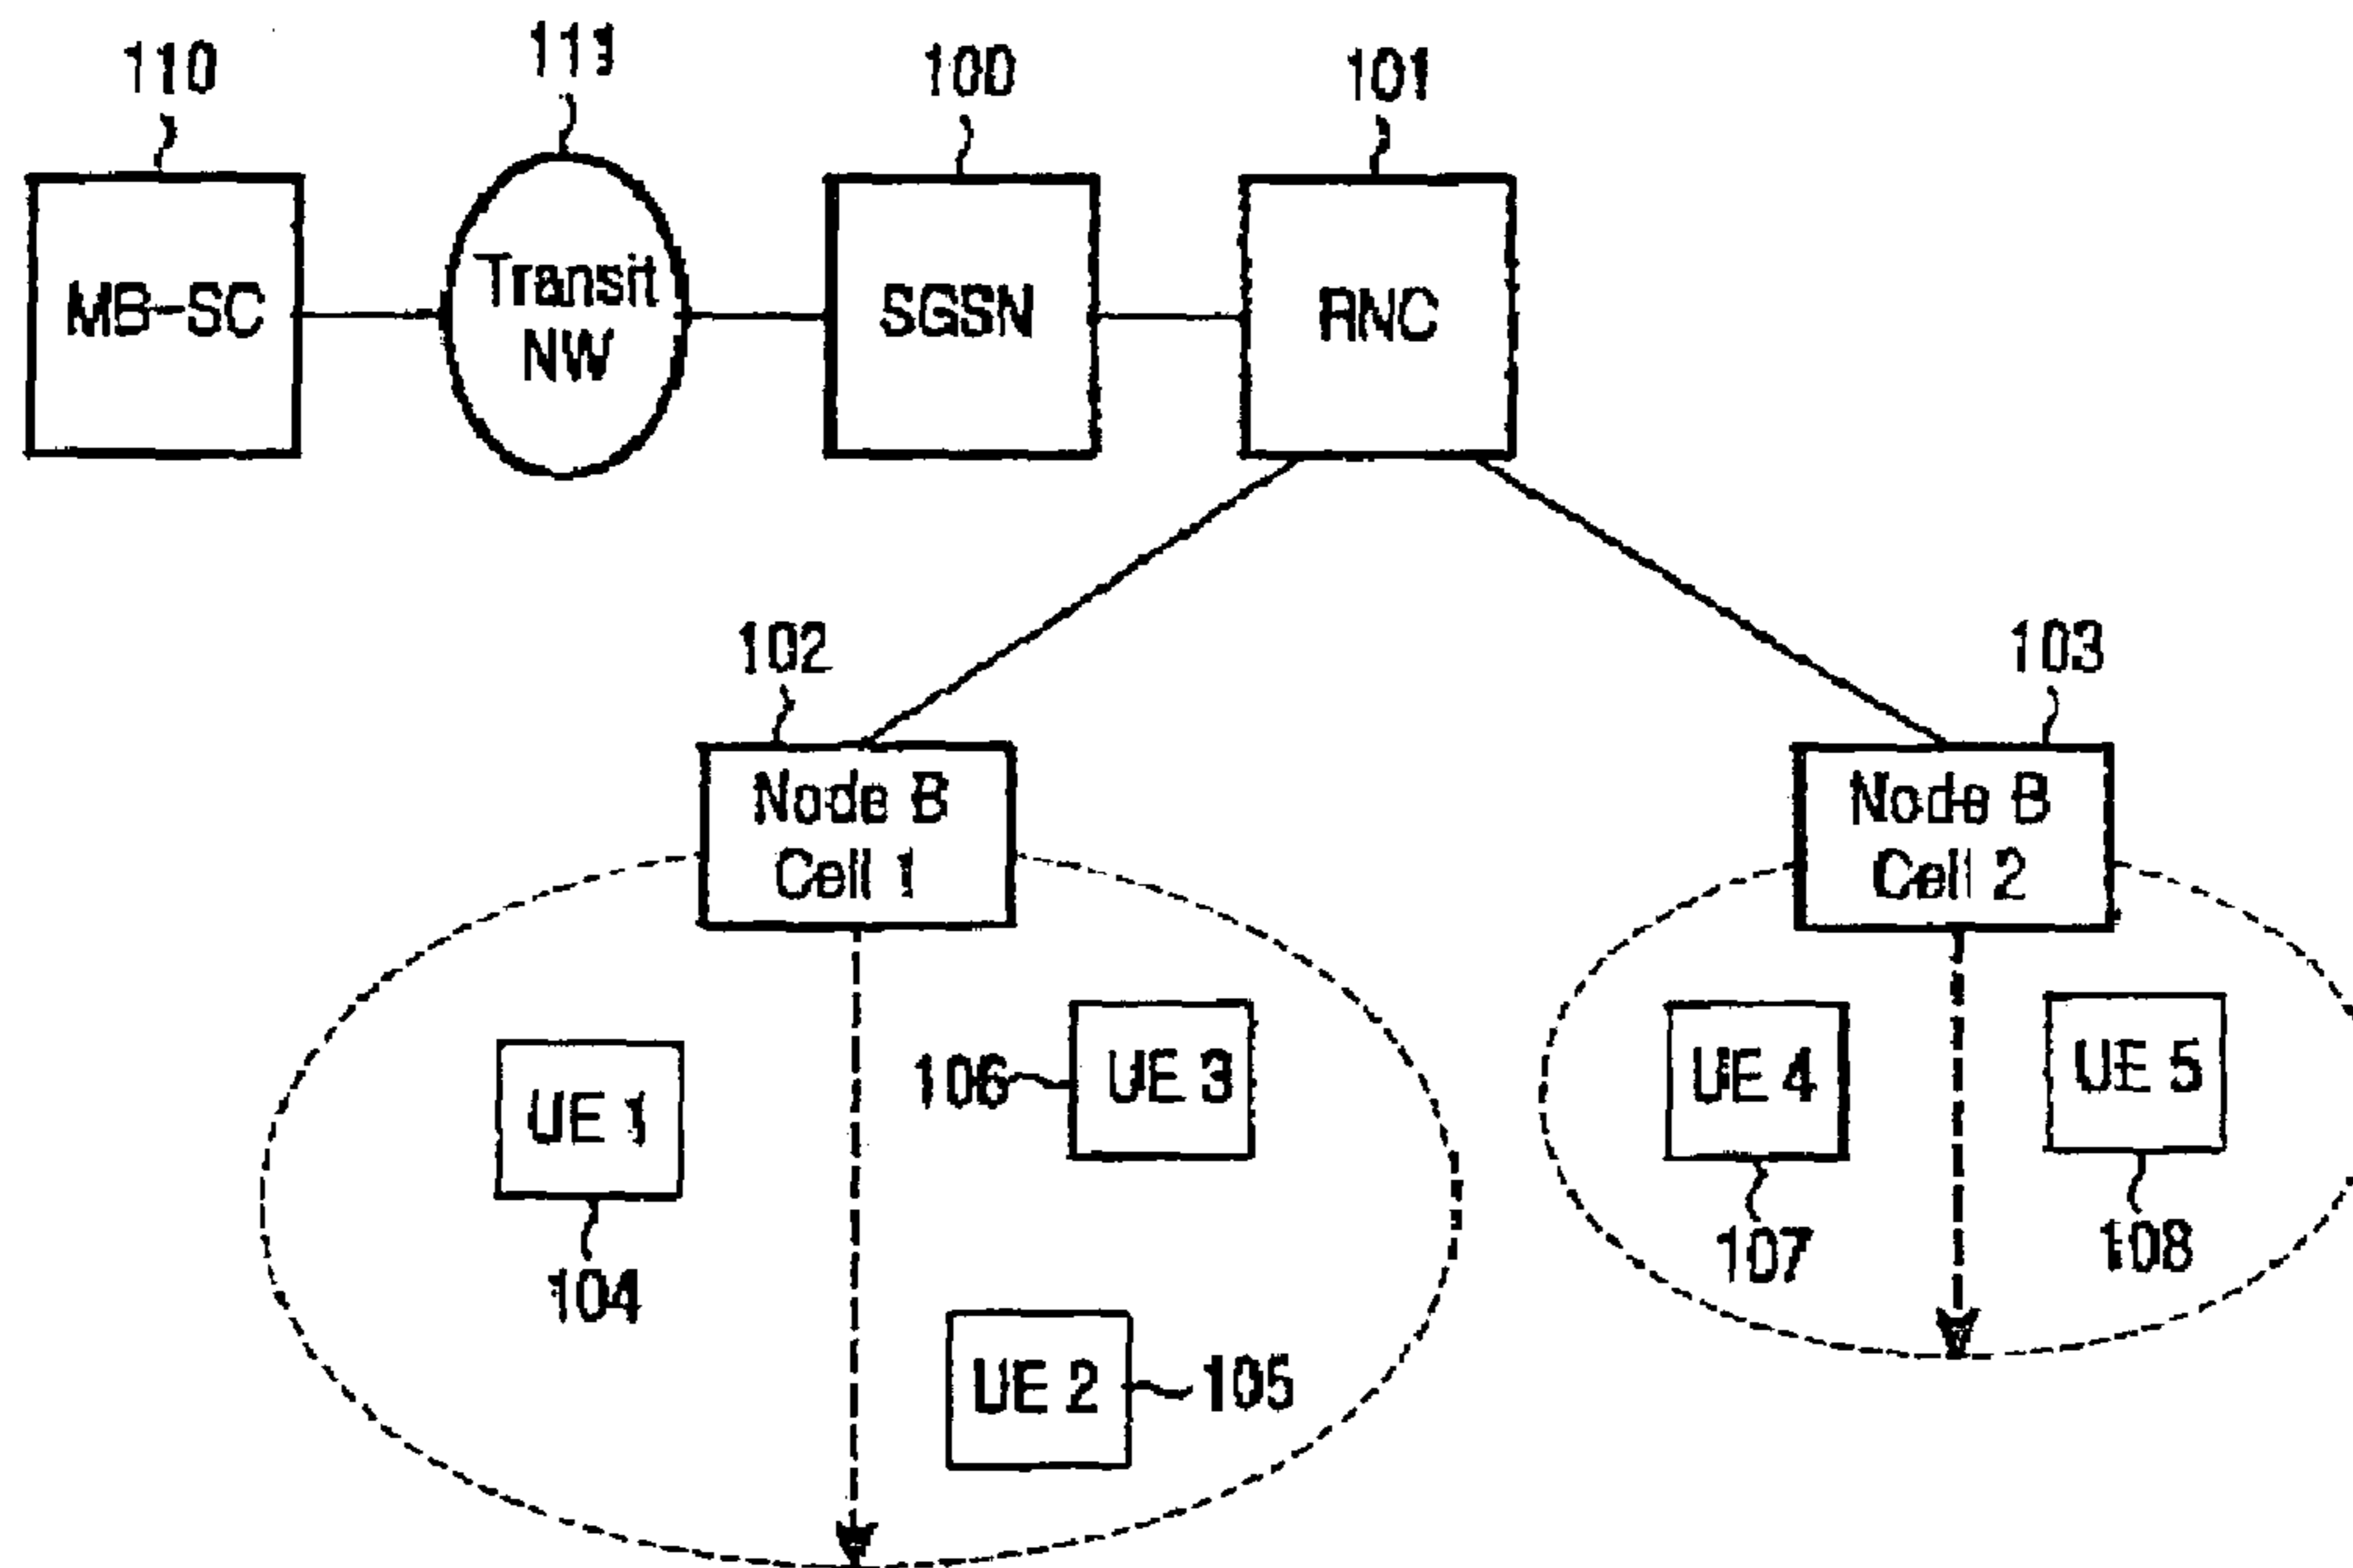 110
111
100
101
MB-SC
Transit
NW
SGSN
RNC
102
103
Node B
Cell 1
Node B
Cell 2
UE 1
106
UE 3
UE 4
UE 5
104
107
108
UE 2
105